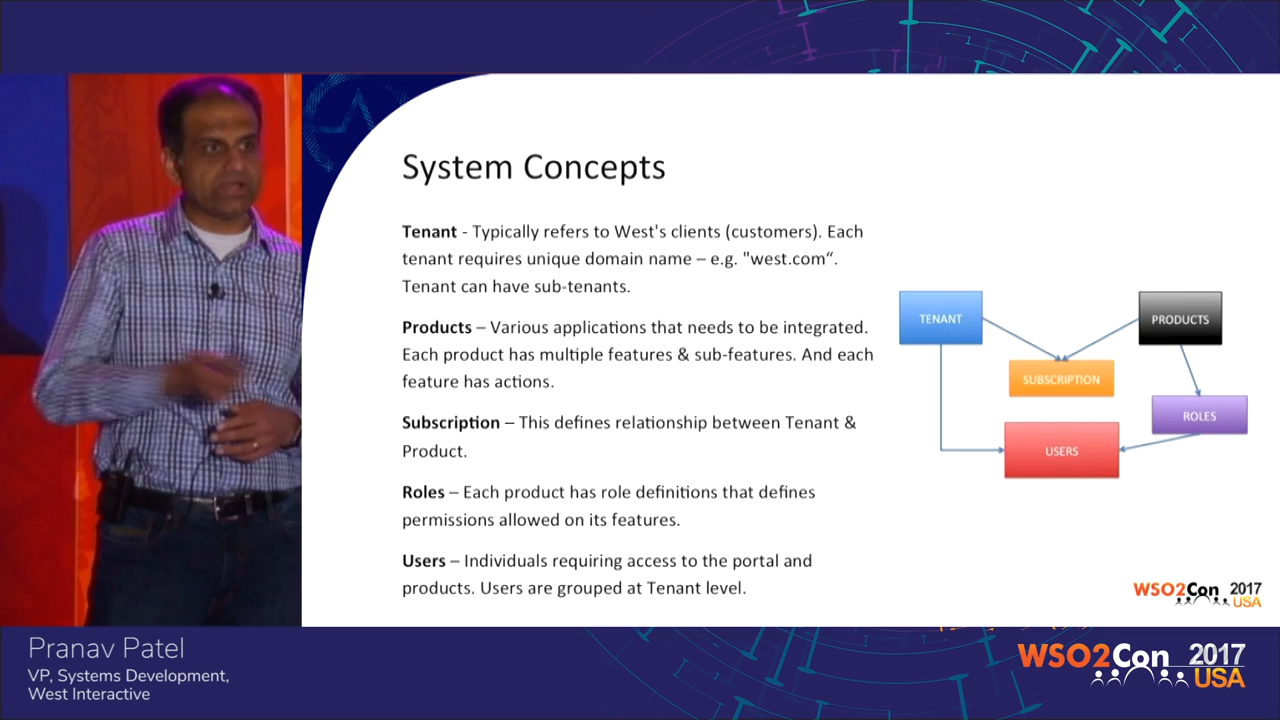 System Concepts
Tenant - Typically refers to West's clients (customers). Each
tenant requires unique domain name – e.g. "west.com“.
Tenant can have sub-tenants.
Products – Various applications that needs to be integrated.
Each product has multiple features & sub-features. And each
feature has actions.
Subscription – This defines relationship between Tenant &
Product.
Roles – Each product has role definitions that defines
permissions allowed on its features.
Users – Individuals requiring access to the portal and
products. Users are grouped at Tenant level.
TENANT
PRODUCTS
SUBSCRIPTION
ROLES
USERS
WSO2Con 2017
USA
Pranav Patel
VP, Systems Development,
West Interactive
WSO2Con 2017
USA